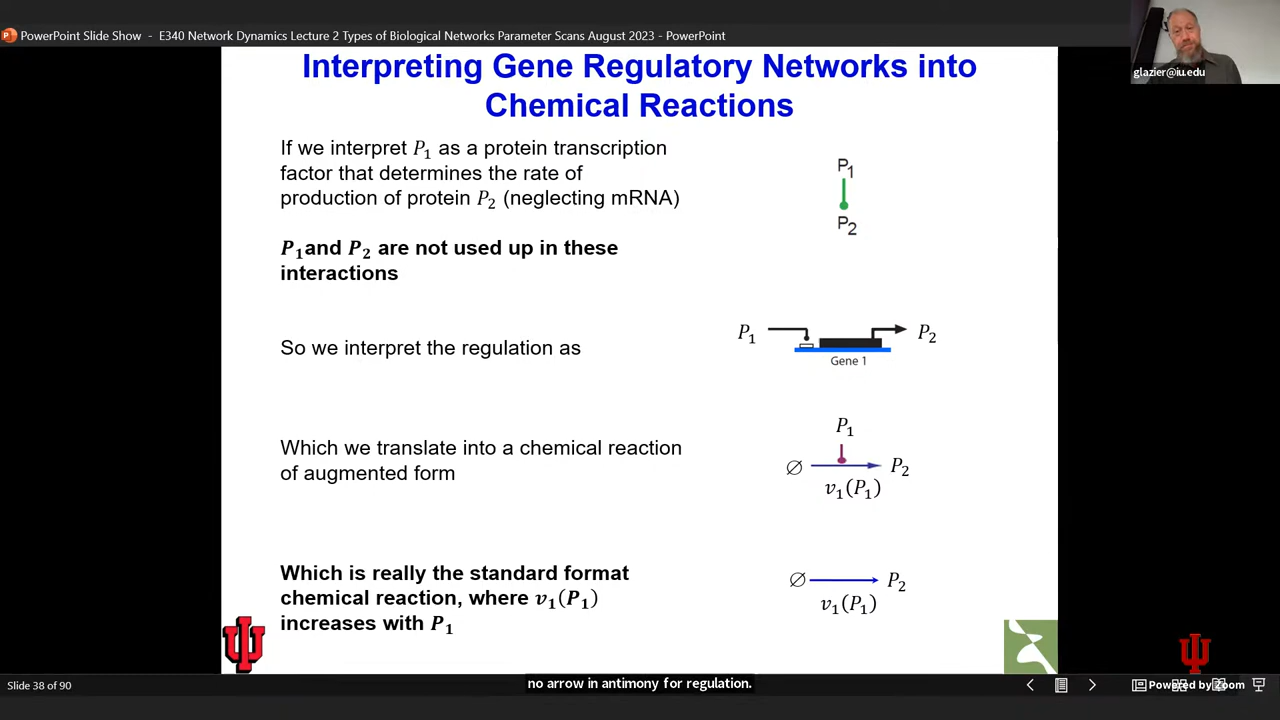 PowerPoint Slide Show - E340 Network Dynamics Lecture 2 Types of Biological Networks Parameter Scans August 2023 - PowerPoint
glazier@iu.edu
Interpreting Gene Regulatory Networks into
Chemical Reactions
If we interpret P₁ as a protein transcription
factor that determines the rate of
production of protein P₂ (neglecting mRNA)
P₁
P₂
P₁and P₂ are not used up in these
interactions
So we interpret the regulation as
P₁
P₂
Gene 1
Which we translate into a chemical reaction
of augmented form
P₁
∅ P₂
v₁(P₁)
Which is really the standard format
chemical reaction, where v₁(P₁)
increases with P₁
∅ P₂
v₁(P₁)
no arrow in antimony for regulation.
Slide 38 of 90
Powered by Zoom